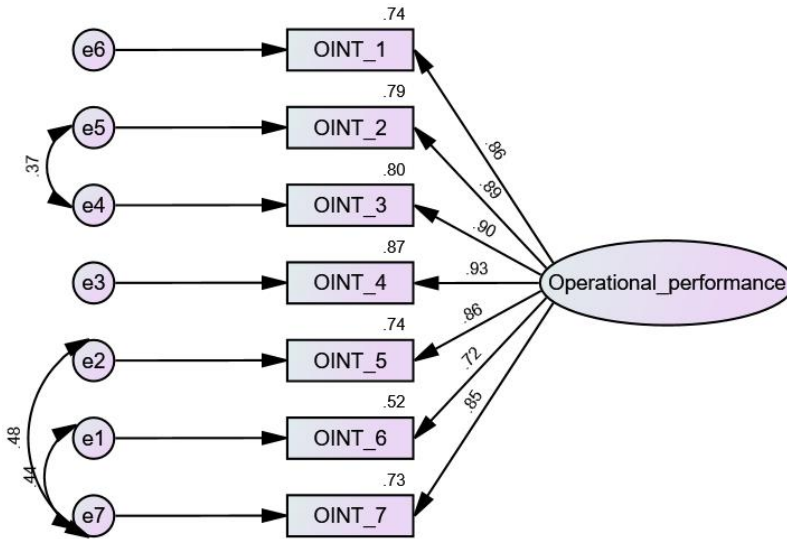 .74
e6
OINT_1
.86
.79
e5
OINT_2
.89
.37
.80
e4
OINT_3
.90
.87
e3
OINT_4
.93
Operational_performance
.74
e2
OINT_5
.86
.52
.48
e1
OINT_6
.72
.44
.73
e7
OINT_7
.85